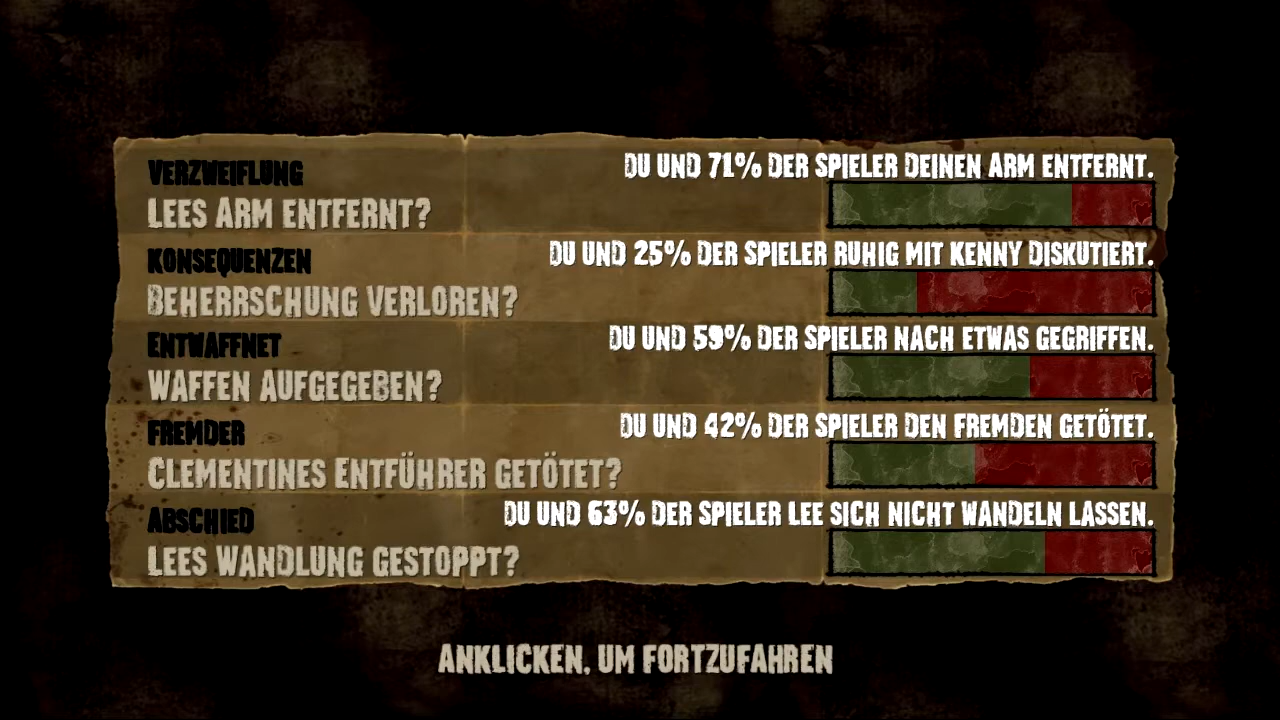 VERZWEIFLUNG
DU UND 71% DER SPIELER DEINEN ARM ENTFERNT.
LEES ARM ENTFERNT?
KONSEQUENZEN
DU UND 25% DER SPIELER RUHIG MIT KENNY DISKUTIERT.
BEHERRSCHUNG VERLOREN?
ENTWAFFNET
DU UND 59% DER SPIELER NACH ETWAS GEGRIFFEN.
WAFFEN AUFGEGEBEN?
FREMDER
DU UND 42% DER SPIELER DEN FREMDEN GETÖTET.
CLEMENTINES ENTFÜHRER GETÖTET?
ABSCHIED
DU UND 63% DER SPIELER LEE SICH NICHT WANDELN LASSEN.
LEES WANDLUNG GESTOPPT?
ANKLICKEN, UM FORTZUFAHREN